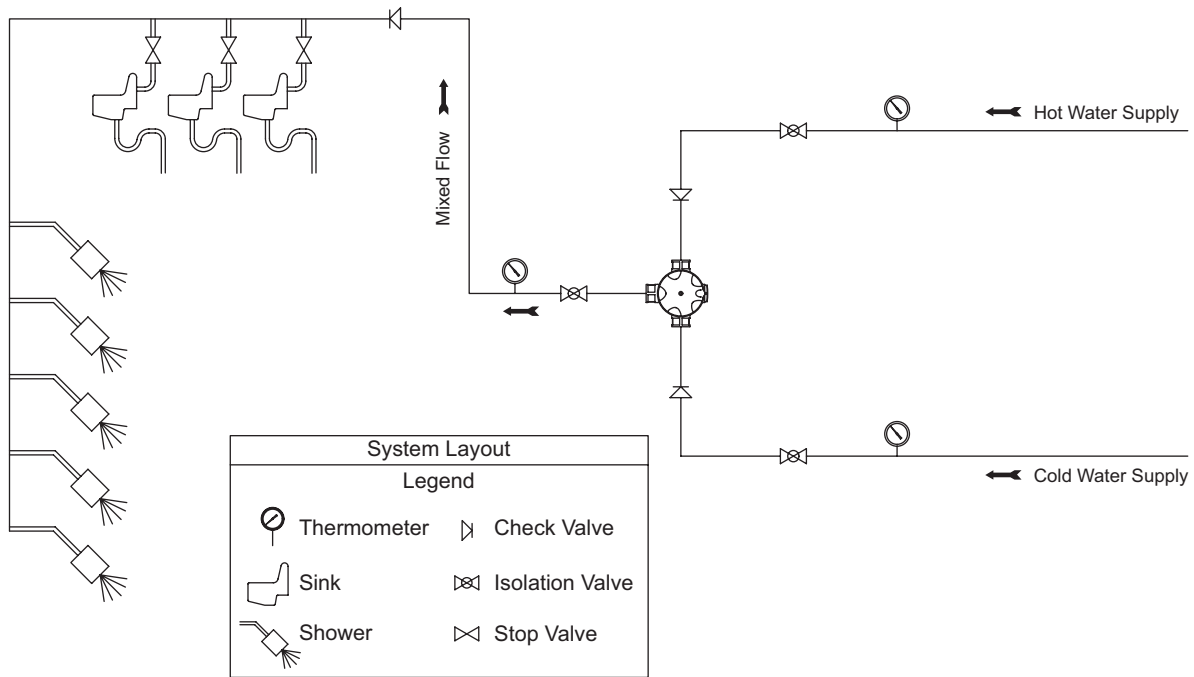 Hot Water Supply
Mixed Flow
Cold Water Supply
System Layout
Legend
Thermometer
Check Valve
Sink
Isolation Valve
Shower
Stop Valve